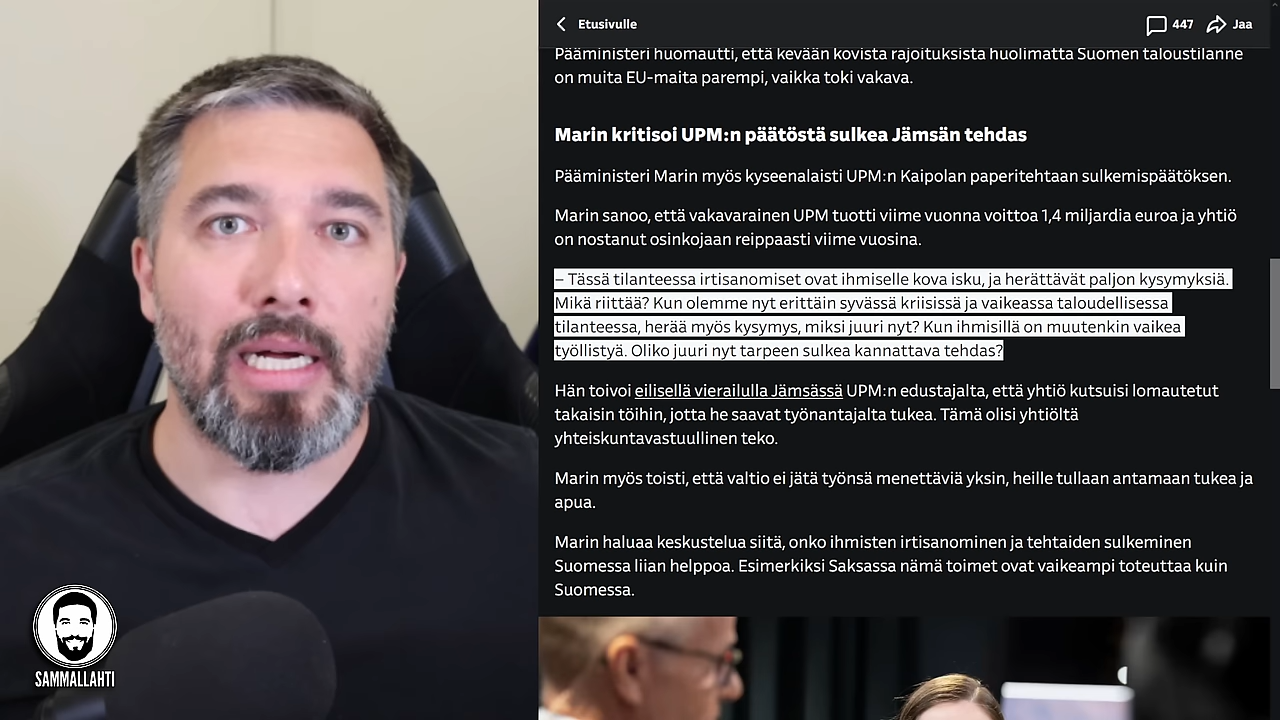 Etusivulle
447
Jaa
Pääministeri huomautti, että kevään kovista rajoituksista huolimatta Suomen taloustilanne
on muita EU-maita parempi, vaikka toki vakava.
Marin kritisoi UPM:n päätöstä sulkea Jämsän tehdas
Pääministeri Marin myös kyseenalaisti UPM:n Kaipolan paperitehtaan sulkemispäätöksen.
Marin sanoo, että vakavarainen UPM tuotti viime vuonna voittoa 1,4 miljardia euroa ja yhtiö
on nostanut osinkojaan reippaasti viime vuosina.
– Tässä tilanteessa irtisanomiset ovat ihmiselle kova isku, ja herättävät paljon kysymyksiä.
Mikä riittää? Kun olemme nyt erittäin syvässä kriisissä ja vaikeassa taloudellisessa
tilanteessa, herää myös kysymys, miksi juuri nyt? Kun ihmisillä on muutenkin vaikea
työllistyä. Oliko juuri nyt tarpeen sulkea kannattava tehdas?
Hän toivoi eilisellä vierailulla Jämsässä UPM:n edustajalta, että yhtiö kutsuisi lomautetut
takaisin töihin, jotta he saavat työnantajalta tukea. Tämä olisi yhtiöltä
yhteiskuntavastuullinen teko.
Marin myös toisti, että valtio ei jätä työnsä menettäviä yksin, heille tullaan antamaan tukea ja
apua.
Marin haluaa keskustelua siitä, onko ihmisten irtisanominen ja tehtaiden sulkeminen
Suomessa liian helppoa. Esimerkiksi Saksassa nämä toimet ovat vaikeampi toteuttaa kuin
Suomessa.
SAMMALLAHTI